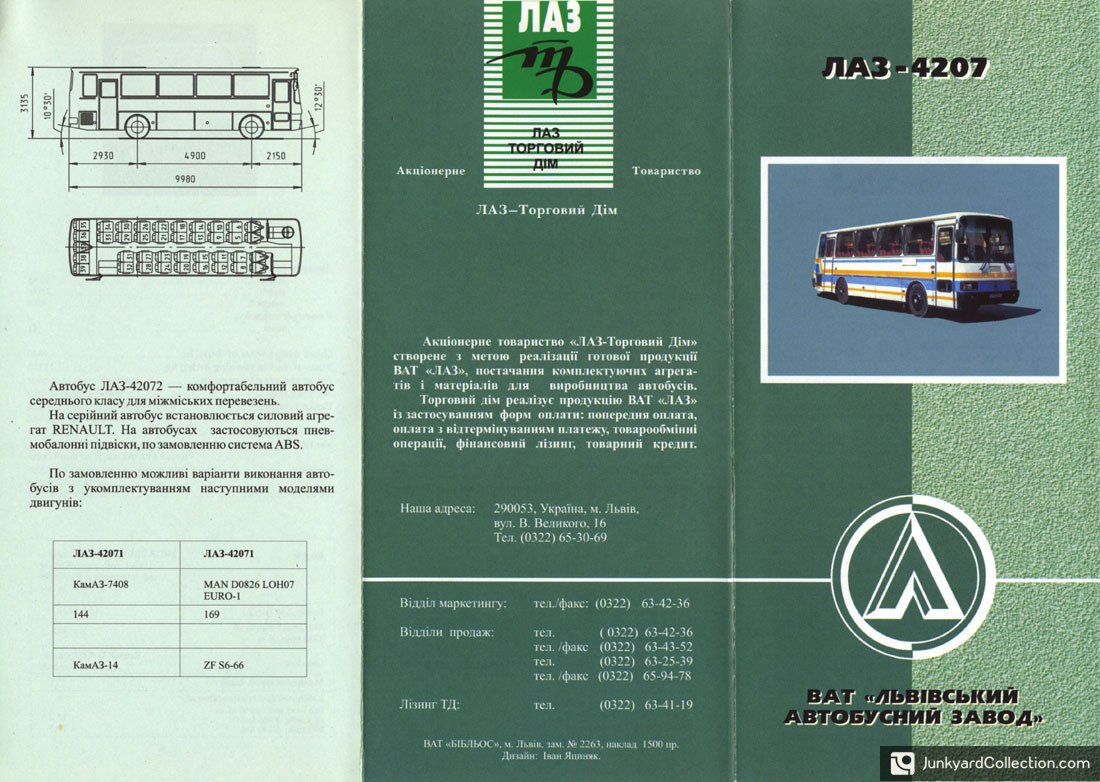 3135
10°30'
12°30'
2930
4900
2150
9980
Автобус ЛАЗ-42072 — комфортабельний автобус
середнього класу для міжміських перевезень.
На серійний автобус встановлюється силовий агре-
гат RENAULT. На автобусах застосовуються пнев-
мобалонні підвіски, по замовленню система ABS.
По замовленню можливі варіанти виконання авто-
бусів з укомплектуванням наступними моделями
двигунів:
ЛАЗ-42071 ЛАЗ-42071
КамАЗ-7408 MAN D0826 LOH07
EURO-1
144 169
КамАЗ-14 ZF S6-66
ЛАЗ
ТД
ЛАЗ
ТОРГОВИЙ
ДІМ
Акціонерне Товариство
ЛАЗ–Торговий Дім
Акціонерне товариство «ЛАЗ-Торговий Дім»
створене з метою реалізації готової продукції
ВАТ «ЛАЗ», постачання комплектуючих агрега-
тів і матеріалів для виробництва автобусів.
Торговий дім реалізує продукцію ВАТ «ЛАЗ»
із застосуванням форм оплати: попередня оплата,
оплата з відтермінуванням платежу, товарообмінні
операції, фінансовий лізинг, товарний кредит.
Наша адреса: 290053, Україна, м. Львів,
вул. В. Великого, 16
Тел. (0322) 65-30-69
Відділ маркетингу: тел./факс: (0322) 63-42-36
Відділи продаж: тел. ( 0322) 63-42-36
тел. /факс (0322) 63-43-52
тел. (0322) 63-25-39
тел. /факс (0322) 65-94-78
Лізинг ТД: тел. (0322) 63-41-19
ВАТ «БІБЛЬОС», м. Львів, зам. № 2263, наклад 1500 пр.
Дизайн: Іван Яциняк.
ЛАЗ-4207
ВАТ «ЛЬВІВСЬКИЙ
АВТОБУСНИЙ ЗАВОД»
JunkyardCollection.com